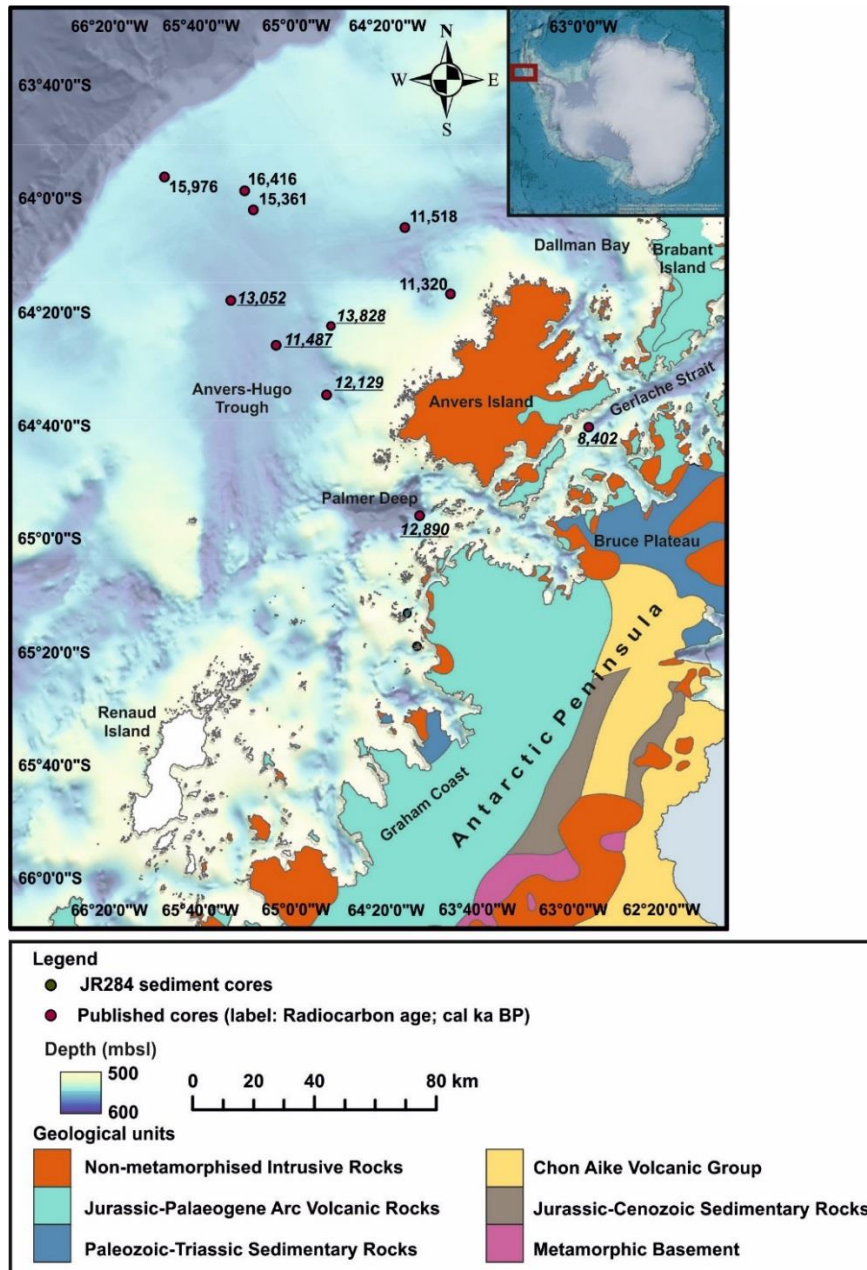 66°20'0"W 65°40'0"W 65°0'0"W 64°20'0"W 63°0'0"W
N
W E
S
63°40'0"S
64°0'0"S
64°20'0"S
64°40'0"S
65°0'0"S
65°20'0"S
65°40'0"S
66°0'0"S
15,976
16,416
15,361
11,518
Dallman Bay
Brabant
Island
11,320
13,052
13,828
11,487
12,129
Anvers-Hugo
Trough
Anvers Island
Gerlache Strait
8,402
Palmer Deep
12,890
Bruce Plateau
Antarctic Peninsula
Renaud
Island
Graham Coast
66°20'0"W 65°40'0"W 65°0'0"W 64°20'0"W 63°40'0"W 63°0'0"W 62°20'0"W
Legend
JR284 sediment cores
Published cores (label: Radiocarbon age; cal ka BP)
Depth (mbsl)
500
600
0 20 40 80 km
Geological units
Non-metamorphised Intrusive Rocks
Jurassic-Palaeogene Arc Volcanic Rocks
Paleozoic-Triassic Sedimentary Rocks
Chon Aike Volcanic Group
Jurassic-Cenozoic Sedimentary Rocks
Metamorphic Basement